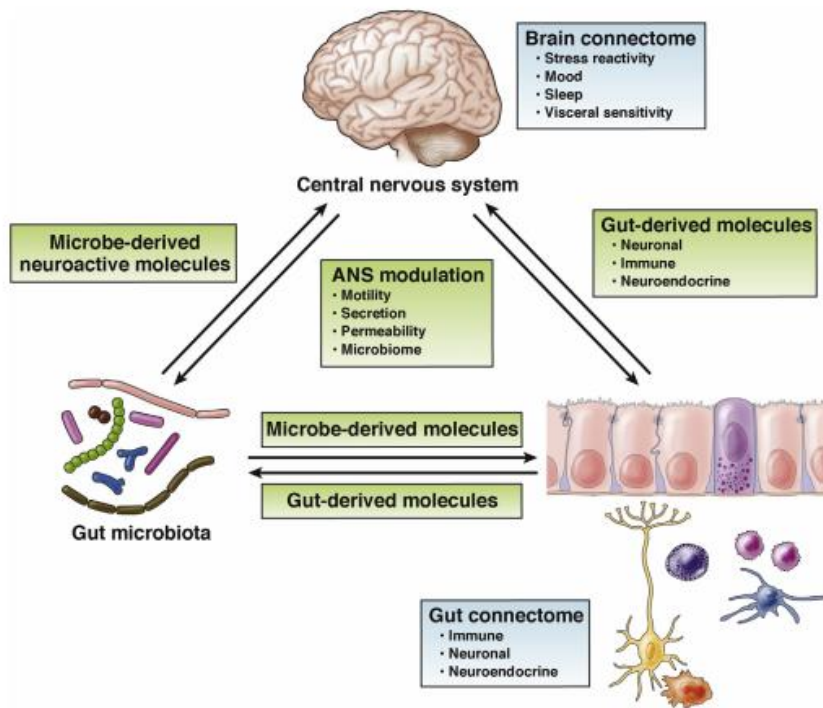 Brain connectome
• Stress reactivity
• Mood
• Sleep
• Visceral sensitivity
Central nervous system
Microbe-derived
neuroactive molecules
Gut-derived molecules
• Neuronal
• Immune
• Neuroendocrine
ANS modulation
• Motility
• Secretion
• Permeability
• Microbiome
Microbe-derived molecules
Gut-derived molecules
Gut microbiota
Gut connectome
• Immune
• Neuronal
• Neuroendocrine